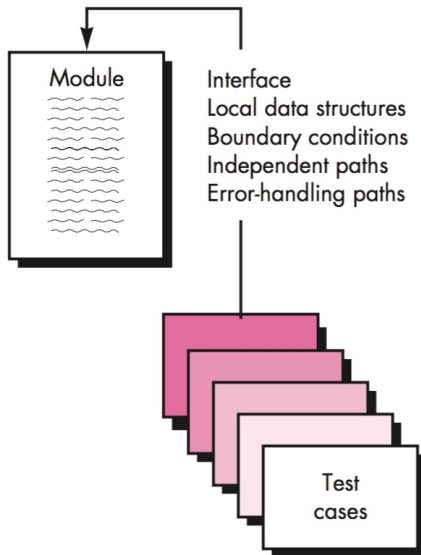 Module
Interface
Local data structures
Boundary conditions
Independent paths
Error-handling paths
Test
cases